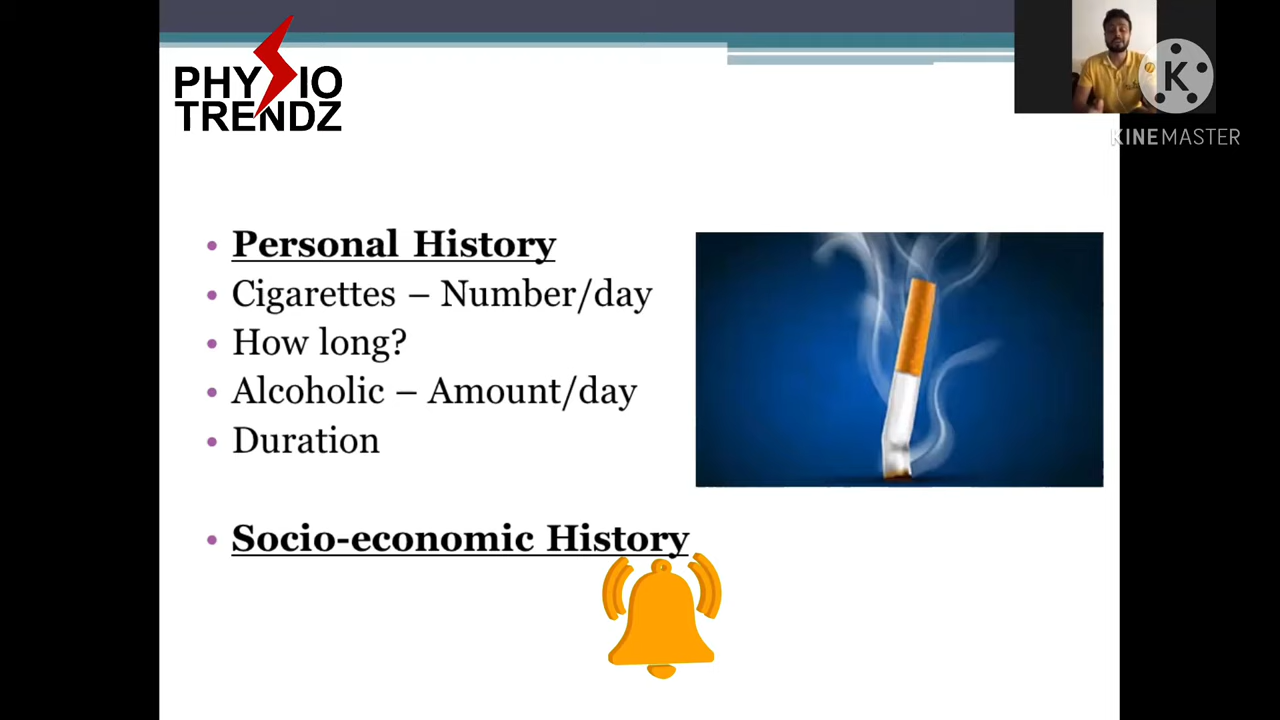 PHYSIO
TRENDZ
K
KINEMASTER
• Personal History
• Cigarettes – Number/day
• How long?
• Alcoholic – Amount/day
• Duration
• Socio-economic History